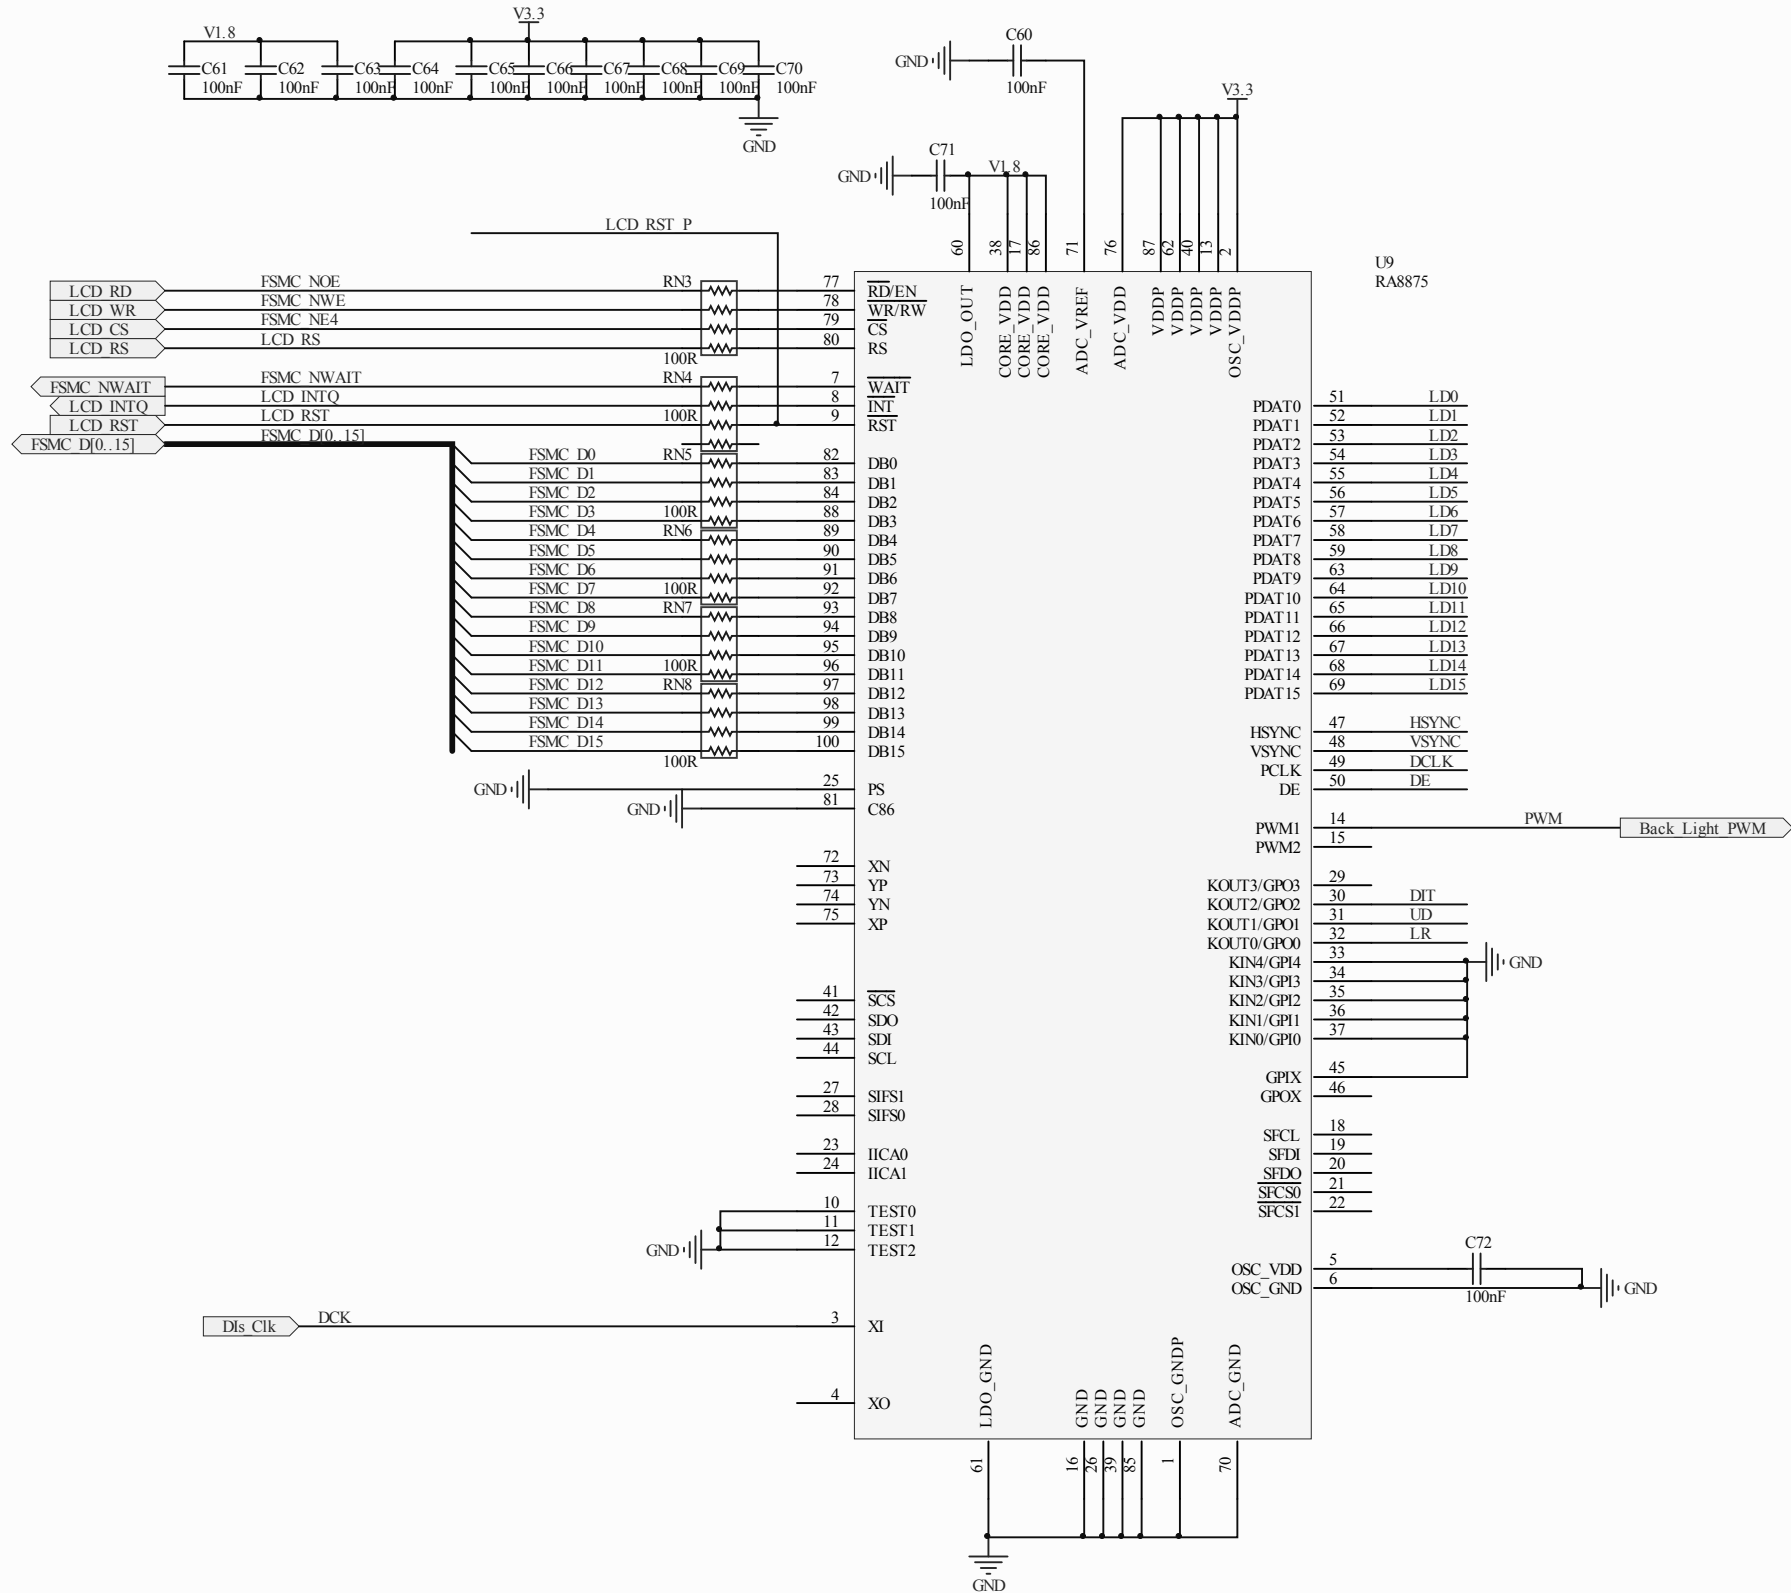 V1.8
V3.3
C61 C62 C63 C64 C65 C66 C67 C68 C69 C70
100nF 100nF 100nF 100nF 100nF 100nF 100nF 100nF 100nF 100nF
GND
GND C60
100nF
V3.3
GND C71 V1.8
100nF
LCD_RST_P
60 38 17 86 71 76 87 62 40 13 2
U9
RA8875
LDO_OUT CORE_VDD CORE_VDD CORE_VDD ADC_VREF ADC_VDD VDDP VDDP VDDP VDDP OSC_VDDP
LCD_RD FSMC_NOE RN3 77 RD/EN
LCD_WR FSMC_NWE 78 WR/RW
LCD_CS FSMC_NE4 79 CS
LCD_RS LCD_RS 80 RS
100R
FSMC_NWAIT FSMC_NWAIT RN4 7 WAIT
LCD_INTQ LCD_INTQ 8 INT
LCD_RST LCD_RST 100R 9 RST
FSMC_D[0..15] FSMC_D[0..15]
FSMC_D0 RN5 82 DB0
FSMC_D1 83 DB1
FSMC_D2 84 DB2
FSMC_D3 100R 88 DB3
FSMC_D4 RN6 89 DB4
FSMC_D5 90 DB5
FSMC_D6 91 DB6
FSMC_D7 100R 92 DB7
FSMC_D8 RN7 93 DB8
FSMC_D9 94 DB9
FSMC_D10 95 DB10
FSMC_D11 100R 96 DB11
FSMC_D12 RN8 97 DB12
FSMC_D13 98 DB13
FSMC_D14 99 DB14
FSMC_D15 100 DB15
100R
GND 25 PS
GND 81 C86
72 XN
73 YP
74 YN
75 XP
41 SCS
42 SDO
43 SDI
44 SCL
27 SIFS1
28 SIFS0
23 IICA0
24 IICA1
10 TEST0
11 TEST1
GND 12 TEST2
DIs_Clk DCK 3 XI
4 XO
PDAT0 51 LD0
PDAT1 52 LD1
PDAT2 53 LD2
PDAT3 54 LD3
PDAT4 55 LD4
PDAT5 56 LD5
PDAT6 57 LD6
PDAT7 58 LD7
PDAT8 59 LD8
PDAT9 63 LD9
PDAT10 64 LD10
PDAT11 65 LD11
PDAT12 66 LD12
PDAT13 67 LD13
PDAT14 68 LD14
PDAT15 69 LD15
HSYNC 47 HSYNC
VSYNC 48 VSYNC
PCLK 49 DCLK
DE 50 DE
PWM1 14 PWM Back_Light_PWM
PWM2 15
KOUT3/GPO3 29
KOUT2/GPO2 30 DIT
KOUT1/GPO1 31 UD
KOUT0/GPO0 32 LR
KIN4/GPI4 33 GND
KIN3/GPI3 34
KIN2/GPI2 35
KIN1/GPI1 36
KIN0/GPI0 37
GPIX 45
GPOX 46
SFCL 18
SFDI 19
SFDO 20
SFCS0 21
SFCS1 22
C72
OSC_VDD 5
OSC_GND 6 100nF GND
LDO_GND GND GND GND GND OSC_GNDP ADC_GND
61 16 26 39 85 1 70
GND